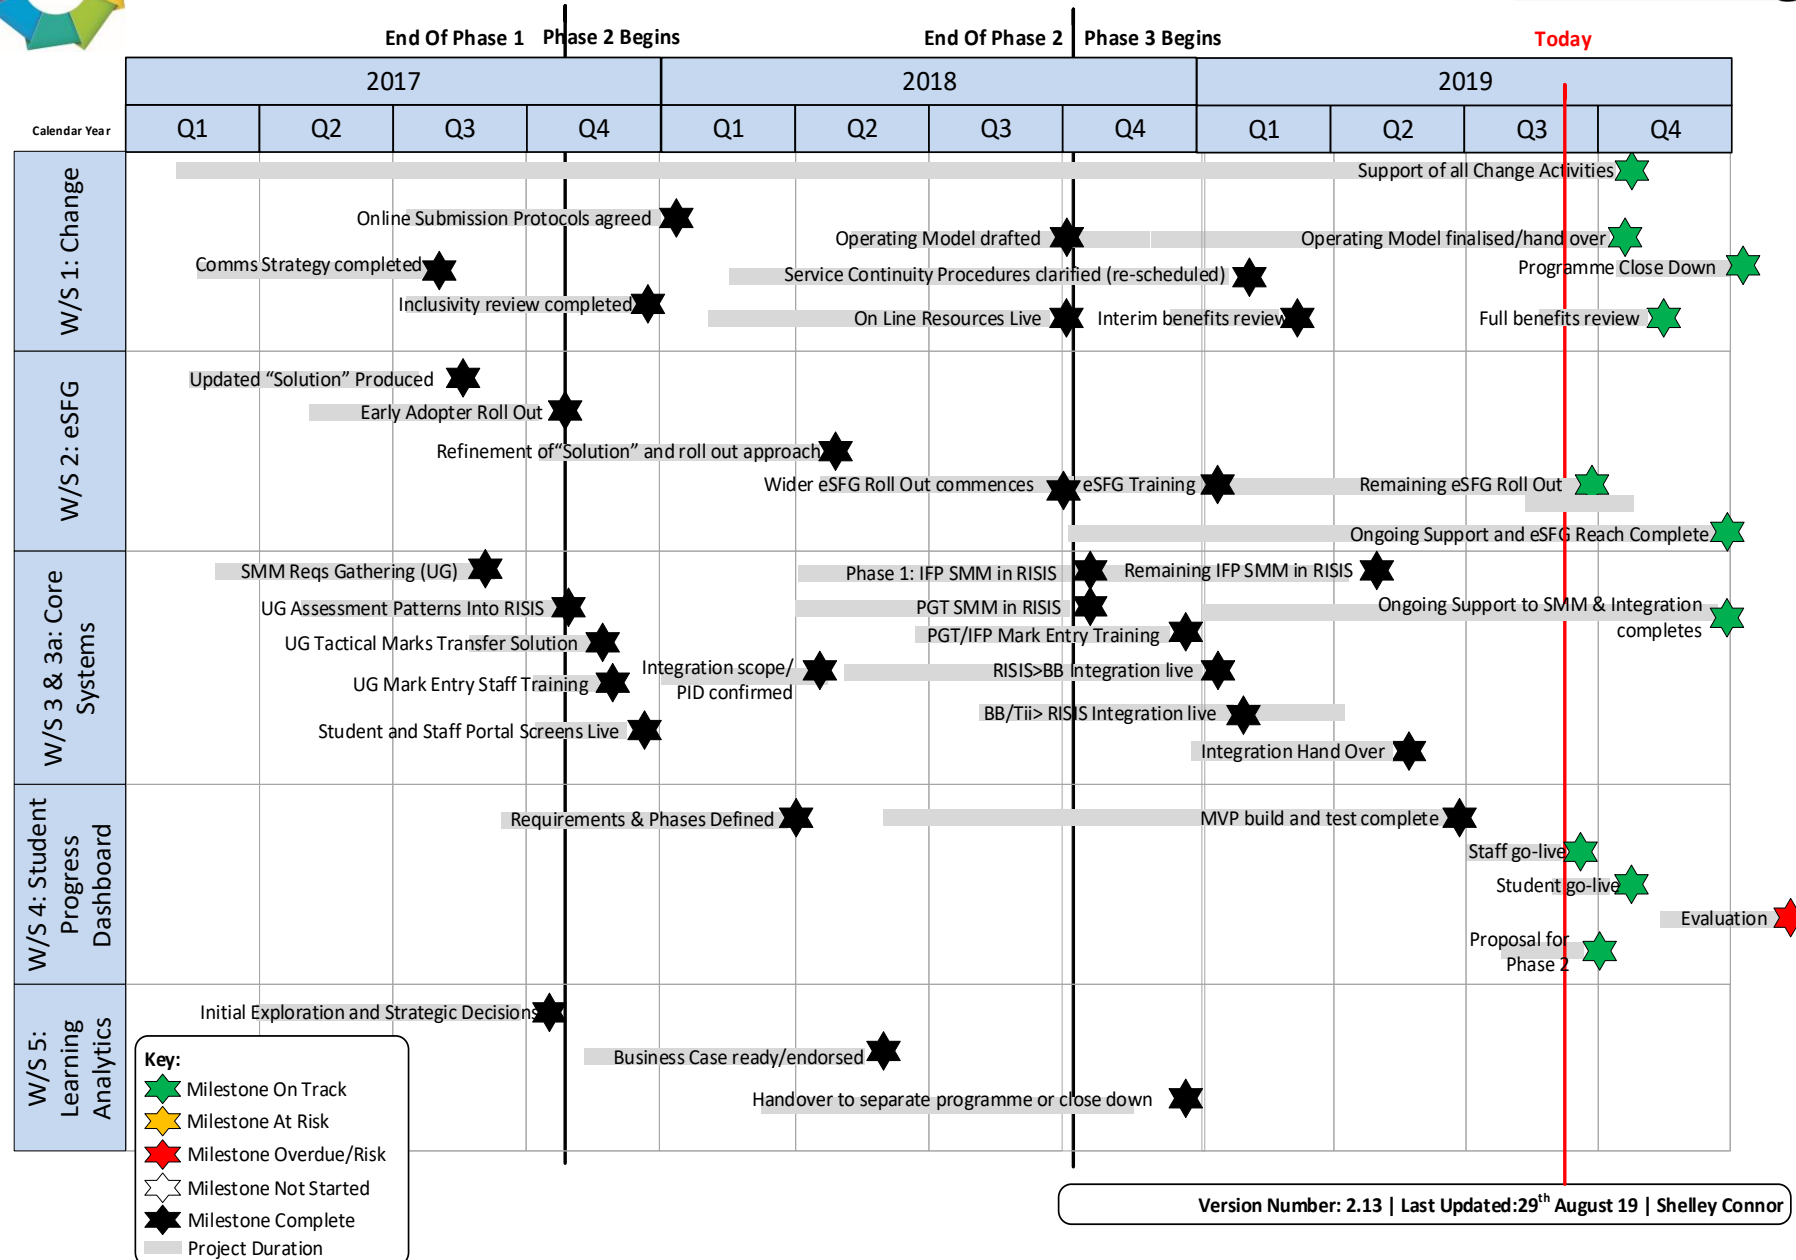 End Of Phase 1
Phase 2 Begins
End Of Phase 2
Phase 3 Begins
Today
2017
2018
2019
Calendar Year
Q1
Q2
Q3
Q4
Q1
Q2
Q3
Q4
Q1
Q2
Q3
Q4
W/S 1: Change
Support of all Change Activities
Online Submission Protocols agreed
Operating Model drafted
Operating Model finalised/hand over
Comms Strategy completed
Service Continuity Procedures clarified (re-scheduled)
Programme Close Down
Inclusivity review completed
On Line Resources Live
Interim benefits review
Full benefits review
W/S 2: eSFG
Updated “Solution” Produced
Early Adopter Roll Out
Refinement of“Solution” and roll out approach
Wider eSFG Roll Out commences
eSFG Training
Remaining eSFG Roll Out
Ongoing Support and eSFG Reach Complete
W/S 3 & 3a: Core
Systems
SMM Reqs Gathering (UG)
Phase 1: IFP SMM in RISIS
Remaining IFP SMM in RISIS
UG Assessment Patterns Into RISIS
PGT SMM in RISIS
Ongoing Support to SMM & Integration
completes
UG Tactical Marks Transfer Solution
PGT/IFP Mark Entry Training
Integration scope/
PID confirmed
RISIS>BB Integration live
UG Mark Entry Staff Training
BB/Tii> RISIS Integration live
Student and Staff Portal Screens Live
Integration Hand Over
W/S 4: Student
Progress
Dashboard
Requirements & Phases Defined
MVP build and test complete
Staff go-live
Student go-live
Evaluation
Proposal for
Phase 2
W/S 5:
Learning
Analytics
Initial Exploration and Strategic Decisions
Business Case ready/endorsed
Handover to separate programme or close down
Key:
Milestone On Track
Milestone At Risk
Milestone Overdue/Risk
Milestone Not Started
Milestone Complete
Project Duration
Version Number: 2.13 | Last Updated:29th August 19 | Shelley Connor